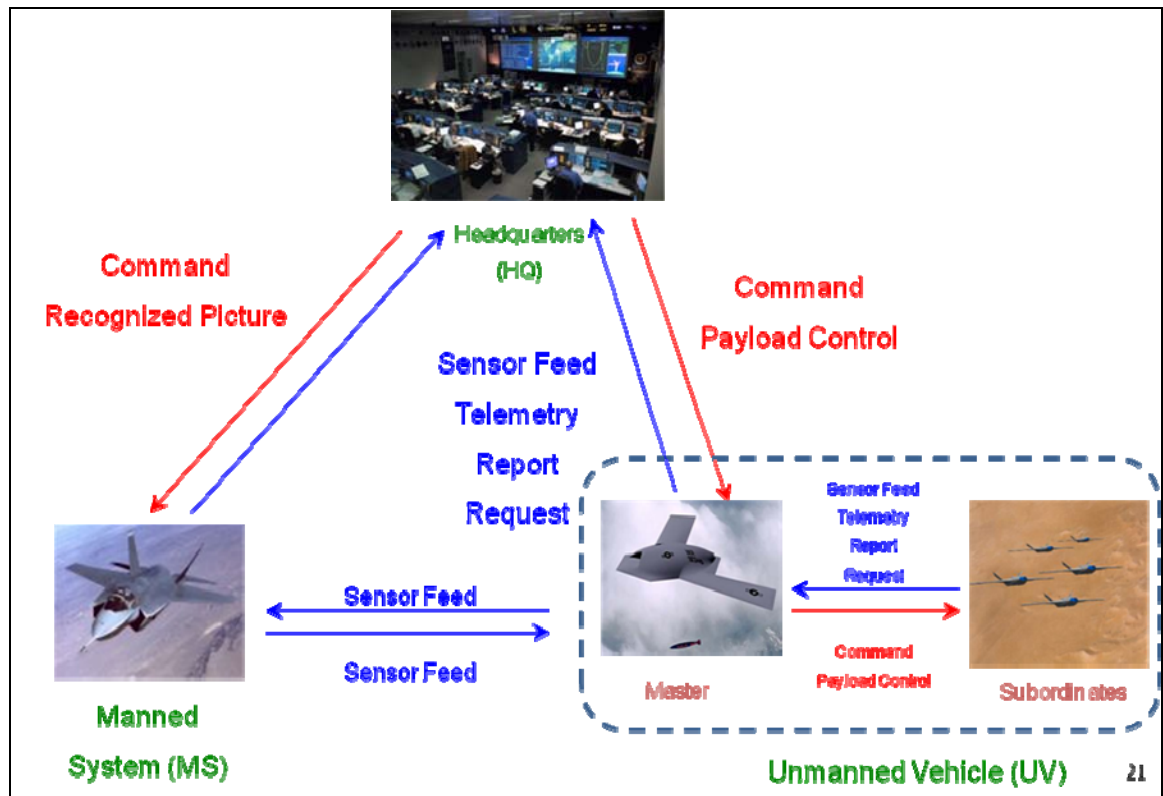 Headquarters
(HQ)
Command
Recognized Picture
Command
Payload Control
Sensor Feed
Telemetry
Report
Request
Sensor Feed
Telemetry
Report
Request
Sensor Feed
Sensor Feed
Command
Payload Control
Master
Subordinates
Manned
System (MS)
Unmanned Vehicle (UV)
21